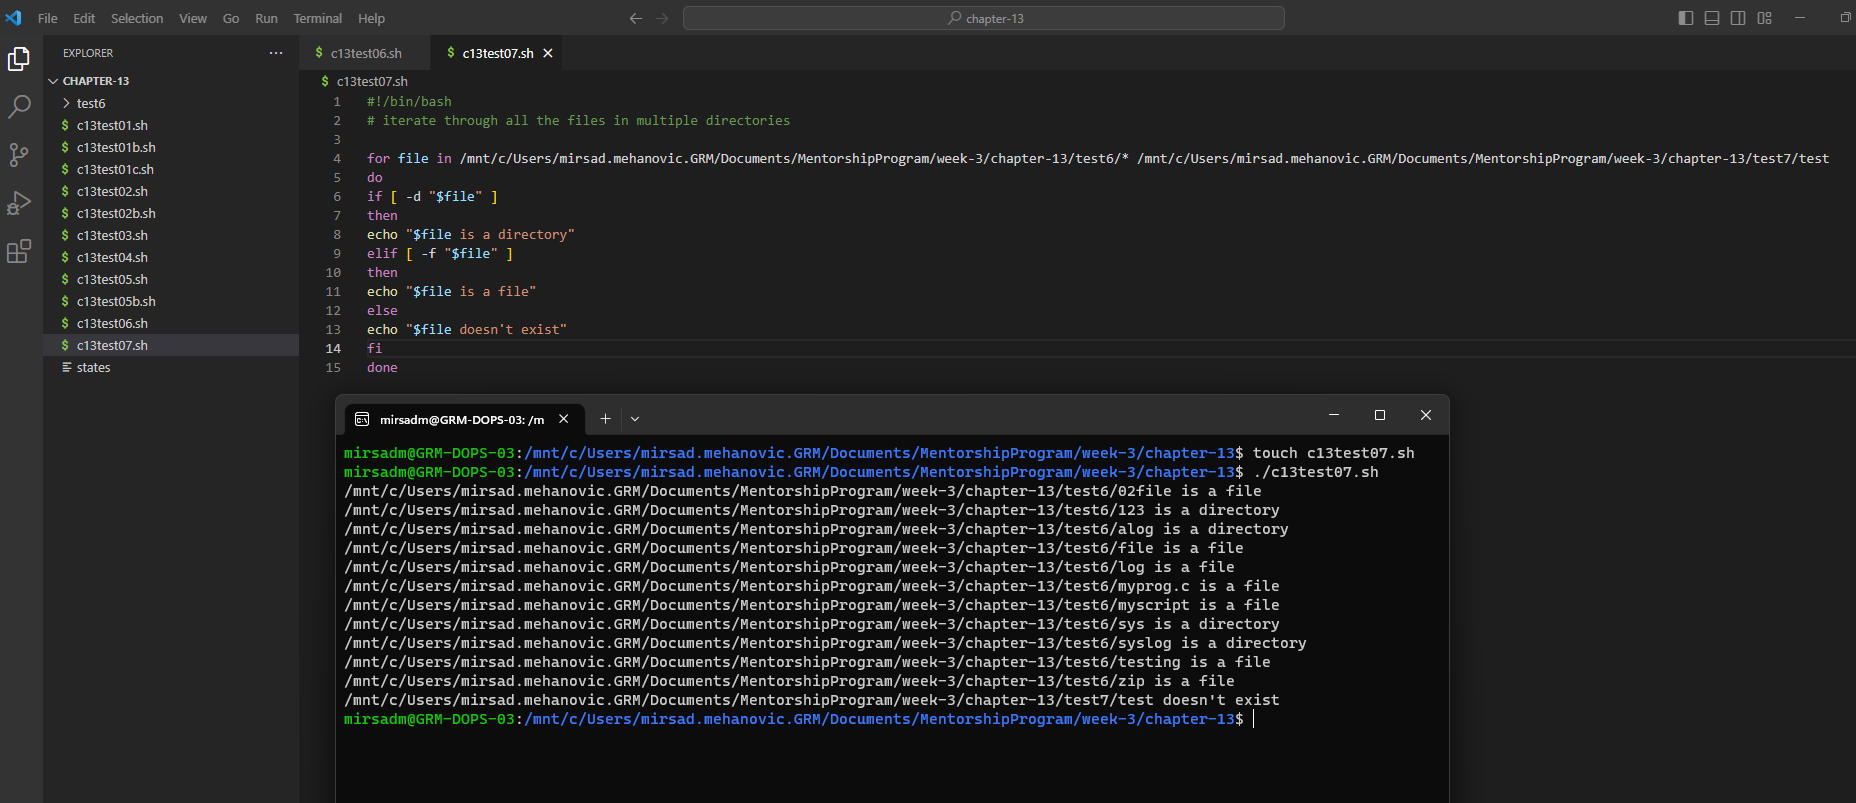 File Edit Selection View Go Run Terminal Help
chapter-13
EXPLORER
CHAPTER-13
test6
$ c13test01.sh
$ c13test01b.sh
$ c13test01c.sh
$ c13test02.sh
$ c13test02b.sh
$ c13test03.sh
$ c13test04.sh
$ c13test05.sh
$ c13test05b.sh
$ c13test06.sh
$ c13test07.sh
states
$ c13test06.sh $ c13test07.sh
$ c13test07.sh
1 #!/bin/bash
2 # iterate through all the files in multiple directories
3
4 for file in /mnt/c/Users/mirsad.mehanovic.GRM/Documents/MentorshipProgram/week-3/chapter-13/test6/* /mnt/c/Users/mirsad.mehanovic.GRM/Documents/MentorshipProgram/week-3/chapter-13/test7/test
5 do
6 if [ -d "$file" ]
7 then
8 echo "$file is a directory"
9 elif [ -f "$file" ]
10 then
11 echo "$file is a file"
12 else
13 echo "$file doesn't exist"
14 fi
15 done
mirsadm@GRM-DOPS-03: /m
mirsadm@GRM-DOPS-03:/mnt/c/Users/mirsad.mehanovic.GRM/Documents/MentorshipProgram/week-3/chapter-13$ touch c13test07.sh
mirsadm@GRM-DOPS-03:/mnt/c/Users/mirsad.mehanovic.GRM/Documents/MentorshipProgram/week-3/chapter-13$ ./c13test07.sh
/mnt/c/Users/mirsad.mehanovic.GRM/Documents/MentorshipProgram/week-3/chapter-13/test6/02file is a file
/mnt/c/Users/mirsad.mehanovic.GRM/Documents/MentorshipProgram/week-3/chapter-13/test6/123 is a directory
/mnt/c/Users/mirsad.mehanovic.GRM/Documents/MentorshipProgram/week-3/chapter-13/test6/alog is a directory
/mnt/c/Users/mirsad.mehanovic.GRM/Documents/MentorshipProgram/week-3/chapter-13/test6/file is a file
/mnt/c/Users/mirsad.mehanovic.GRM/Documents/MentorshipProgram/week-3/chapter-13/test6/log is a file
/mnt/c/Users/mirsad.mehanovic.GRM/Documents/MentorshipProgram/week-3/chapter-13/test6/myprog.c is a file
/mnt/c/Users/mirsad.mehanovic.GRM/Documents/MentorshipProgram/week-3/chapter-13/test6/myscript is a file
/mnt/c/Users/mirsad.mehanovic.GRM/Documents/MentorshipProgram/week-3/chapter-13/test6/sys is a directory
/mnt/c/Users/mirsad.mehanovic.GRM/Documents/MentorshipProgram/week-3/chapter-13/test6/syslog is a directory
/mnt/c/Users/mirsad.mehanovic.GRM/Documents/MentorshipProgram/week-3/chapter-13/test6/testing is a file
/mnt/c/Users/mirsad.mehanovic.GRM/Documents/MentorshipProgram/week-3/chapter-13/test6/zip is a file
/mnt/c/Users/mirsad.mehanovic.GRM/Documents/MentorshipProgram/week-3/chapter-13/test7/test doesn't exist
mirsadm@GRM-DOPS-03:/mnt/c/Users/mirsad.mehanovic.GRM/Documents/MentorshipProgram/week-3/chapter-13$